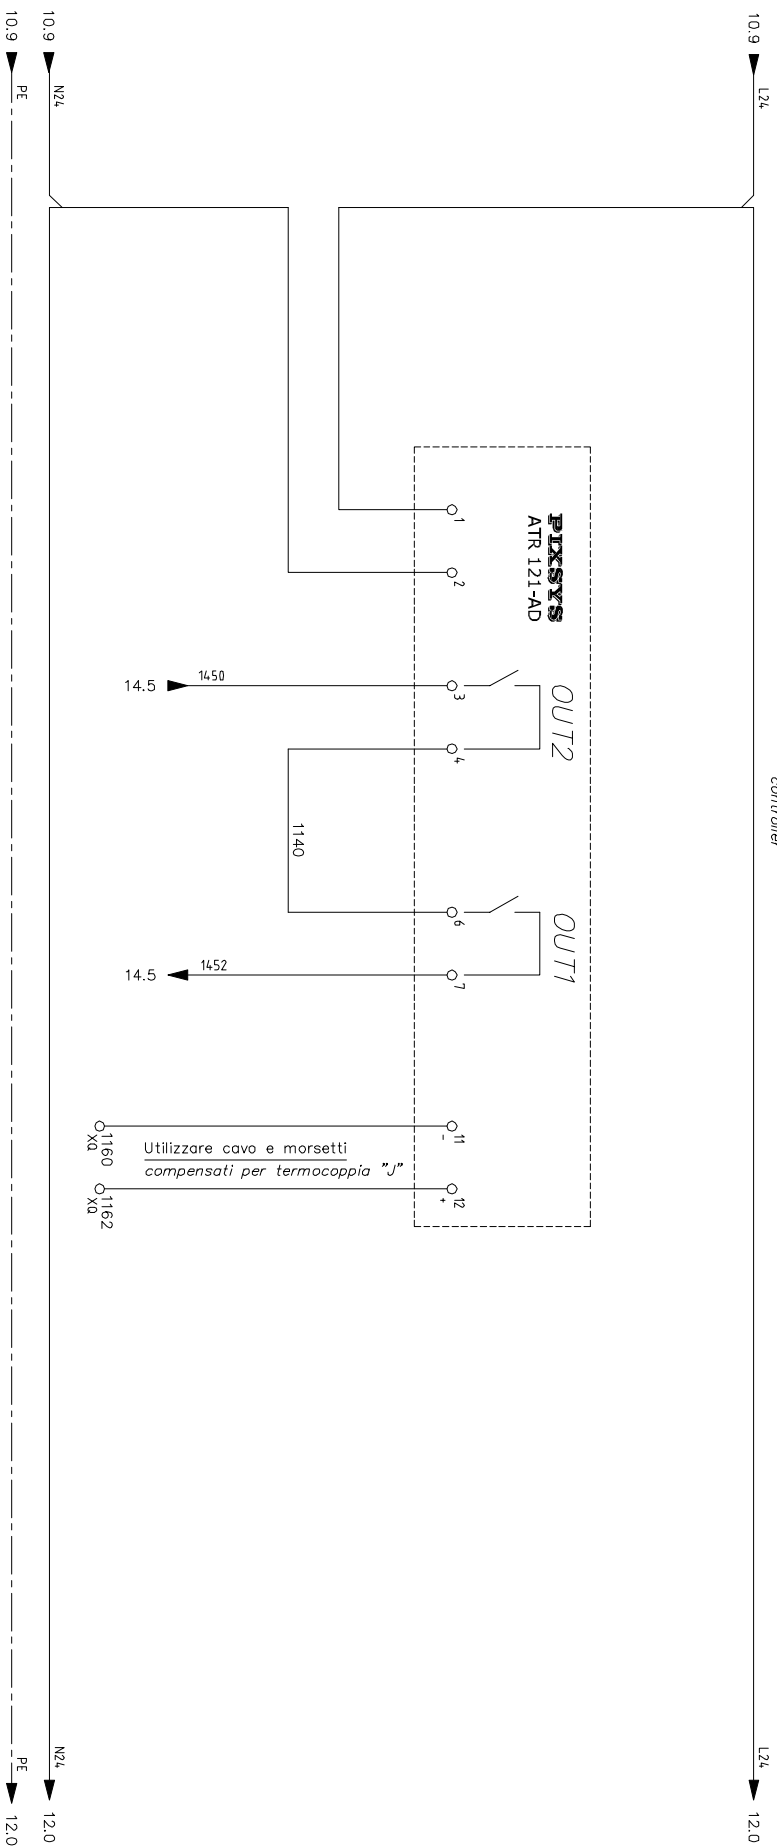 10.9
L24
10.9
N24
10.9
PE
PIXSYS
ATR 121-AD
1
2
OUT2
3
4
14.5
1450
1140
OUT1
6
7
14.5
1452
11
-
12
+
1160
XQ
1162
XQ
Utilizzare cavo e morsetti
compensati per termocoppia "J"
L24
12.0
N24
12.0
PE
12.0